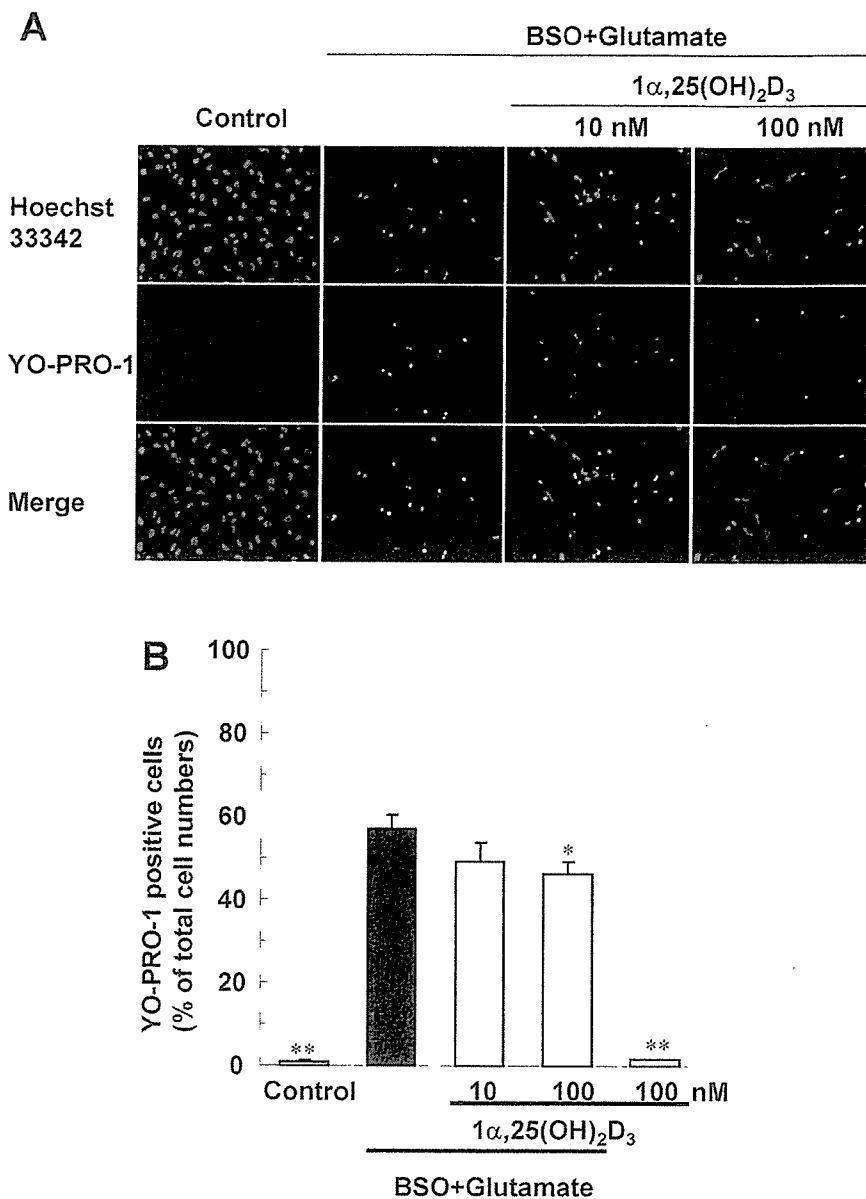 A
BSO+Glutamate
1α,25(OH)₂D₃
Control
10 nM
100 nM
Hoechst
33342
YO-PRO-1
Merge
B
YO-PRO-1 positive cells
(% of total cell numbers)
100
80
60
40
20
0
**
*
**
Control
10
100
100 nM
1α,25(OH)₂D₃
BSO+Glutamate